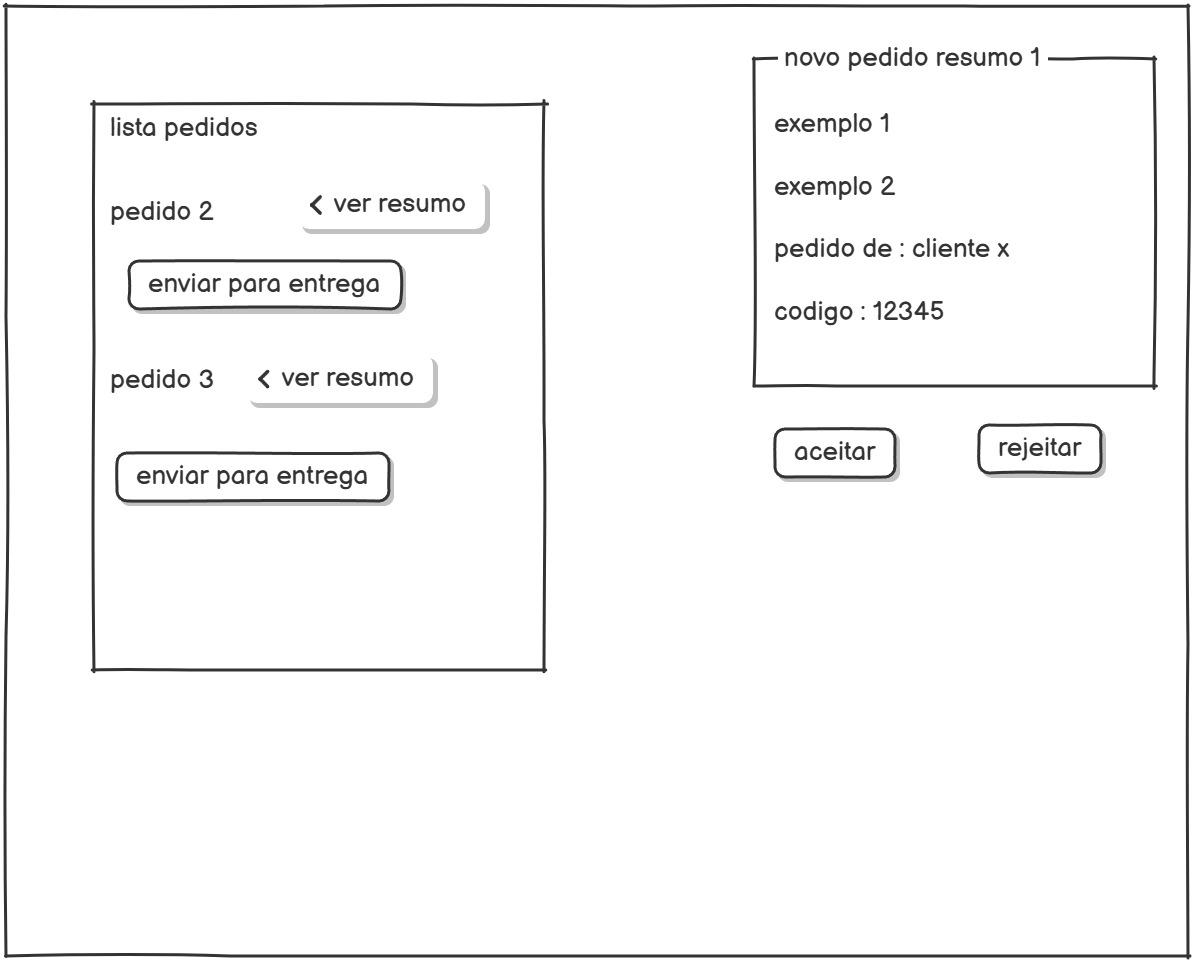 lista pedidos
pedido 2
ver resumo
enviar para entrega
pedido 3
ver resumo
enviar para entrega
novo pedido resumo 1
exemplo 1
exemplo 2
pedido de : cliente x
codigo : 12345
aceitar
rejeitar